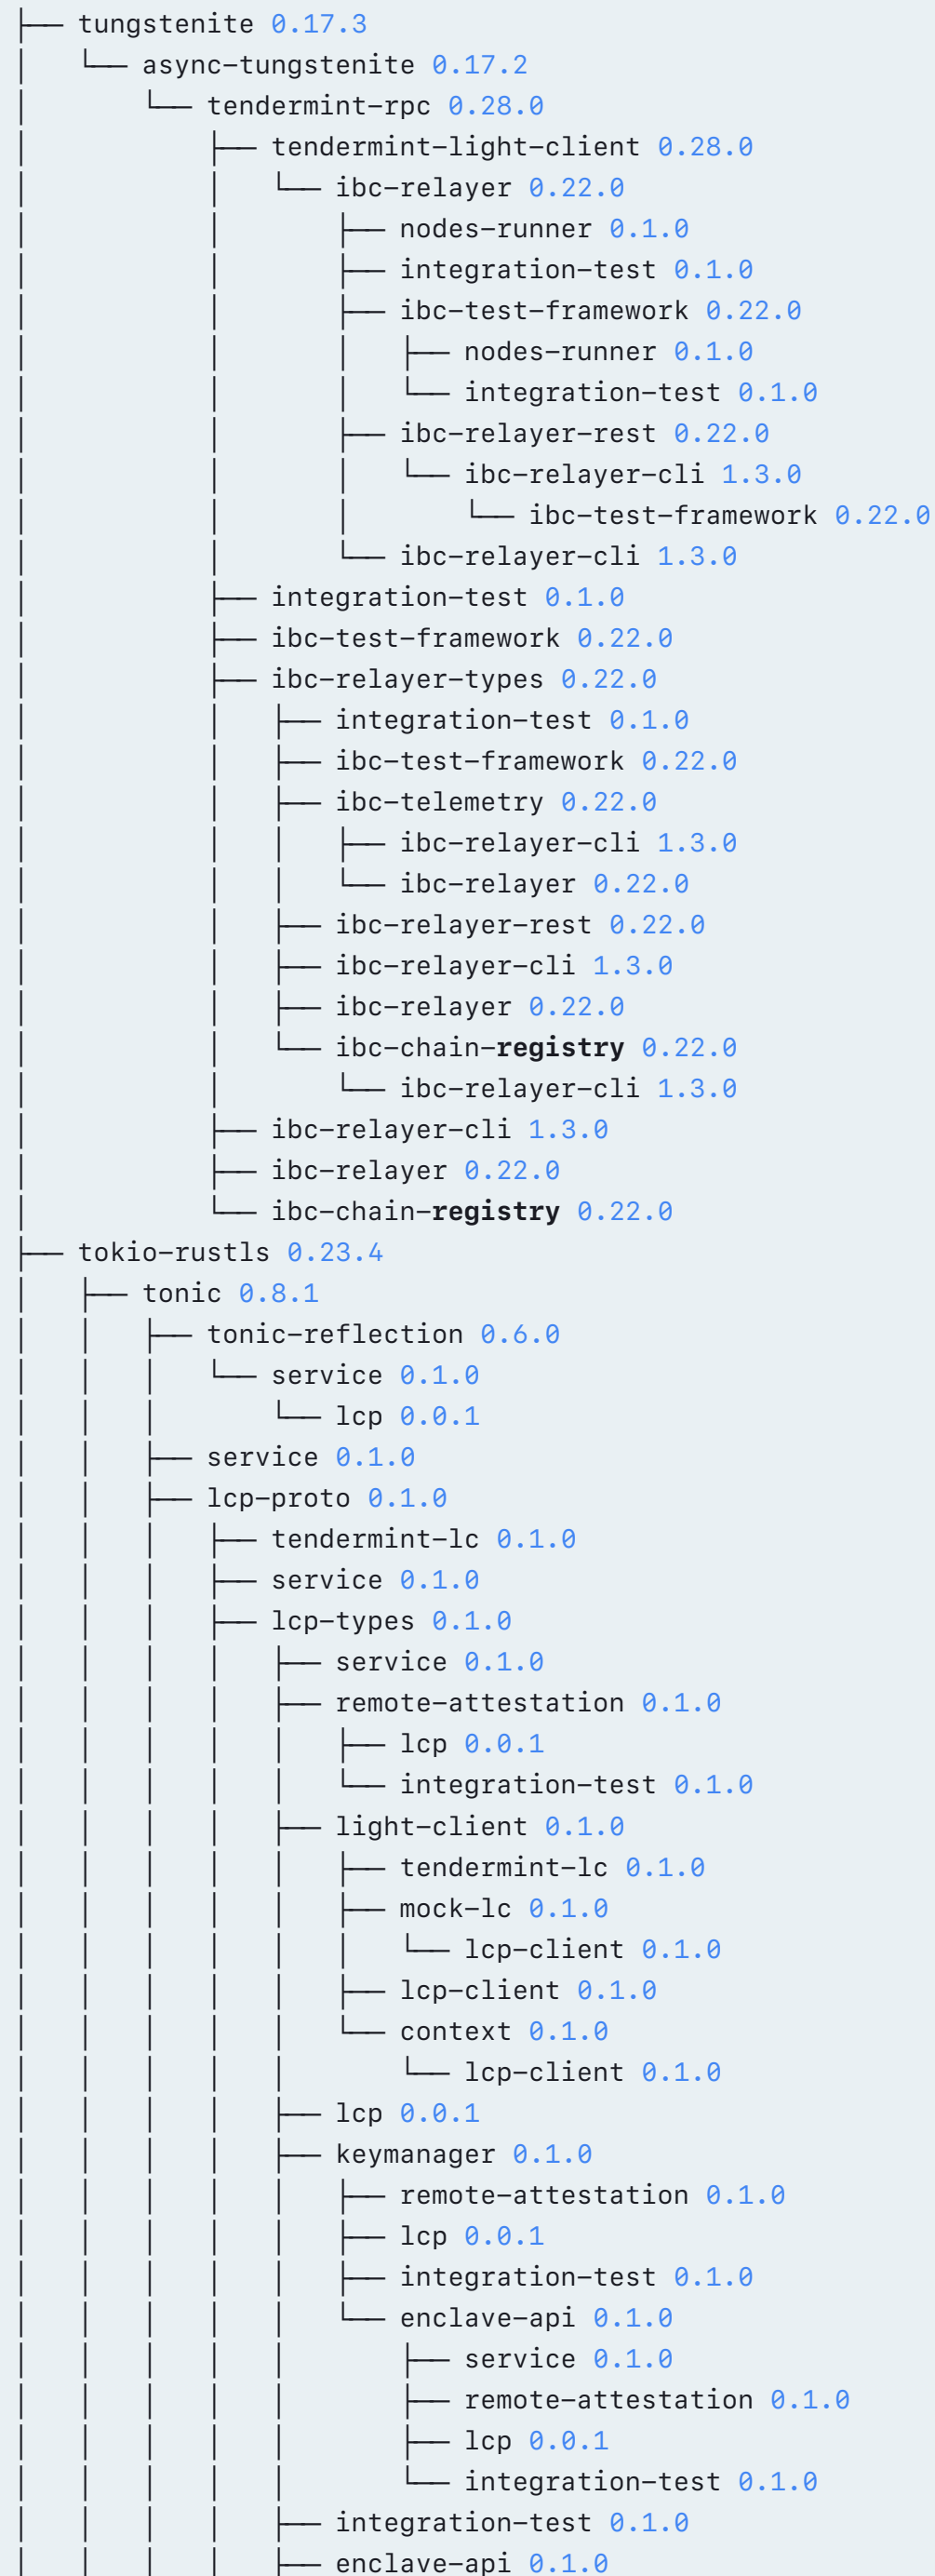 ├── tungstenite 0.17.3
│   └── async-tungstenite 0.17.2
│       └── tendermint-rpc 0.28.0
│           ├── tendermint-light-client 0.28.0
│           │   └── ibc-relayer 0.22.0
│           │       ├── nodes-runner 0.1.0
│           │       ├── integration-test 0.1.0
│           │       ├── ibc-test-framework 0.22.0
│           │       │   ├── nodes-runner 0.1.0
│           │       │   └── integration-test 0.1.0
│           │       ├── ibc-relayer-rest 0.22.0
│           │       │   └── ibc-relayer-cli 1.3.0
│           │       │       └── ibc-test-framework 0.22.0
│           │       └── ibc-relayer-cli 1.3.0
│           ├── integration-test 0.1.0
│           ├── ibc-test-framework 0.22.0
│           ├── ibc-relayer-types 0.22.0
│           │   ├── integration-test 0.1.0
│           │   ├── ibc-test-framework 0.22.0
│           │   ├── ibc-telemetry 0.22.0
│           │   │   ├── ibc-relayer-cli 1.3.0
│           │   │   └── ibc-relayer 0.22.0
│           │   ├── ibc-relayer-rest 0.22.0
│           │   ├── ibc-relayer-cli 1.3.0
│           │   ├── ibc-relayer 0.22.0
│           │   └── ibc-chain-registry 0.22.0
│           │       └── ibc-relayer-cli 1.3.0
│           ├── ibc-relayer-cli 1.3.0
│           ├── ibc-relayer 0.22.0
│           └── ibc-chain-registry 0.22.0
├── tokio-rustls 0.23.4
│   ├── tonic 0.8.1
│   │   ├── tonic-reflection 0.6.0
│   │   │   └── service 0.1.0
│   │   │       └── lcp 0.0.1
│   │   ├── service 0.1.0
│   │   ├── lcp-proto 0.1.0
│   │   │   ├── tendermint-lc 0.1.0
│   │   │   ├── service 0.1.0
│   │   │   ├── lcp-types 0.1.0
│   │   │   │   ├── service 0.1.0
│   │   │   │   ├── remote-attestation 0.1.0
│   │   │   │   │   ├── lcp 0.0.1
│   │   │   │   │   └── integration-test 0.1.0
│   │   │   │   ├── light-client 0.1.0
│   │   │   │   │   ├── tendermint-lc 0.1.0
│   │   │   │   │   ├── mock-lc 0.1.0
│   │   │   │   │   │   └── lcp-client 0.1.0
│   │   │   │   │   ├── lcp-client 0.1.0
│   │   │   │   │   └── context 0.1.0
│   │   │   │   │       └── lcp-client 0.1.0
│   │   │   │   ├── lcp 0.0.1
│   │   │   │   ├── keymanager 0.1.0
│   │   │   │   │   ├── remote-attestation 0.1.0
│   │   │   │   │   ├── lcp 0.0.1
│   │   │   │   │   ├── integration-test 0.1.0
│   │   │   │   │   └── enclave-api 0.1.0
│   │   │   │   │       ├── service 0.1.0
│   │   │   │   │       ├── remote-attestation 0.1.0
│   │   │   │   │       ├── lcp 0.0.1
│   │   │   │   │       └── integration-test 0.1.0
│   │   │   │   ├── integration-test 0.1.0
│   │   │   │   ├── enclave-api 0.1.0